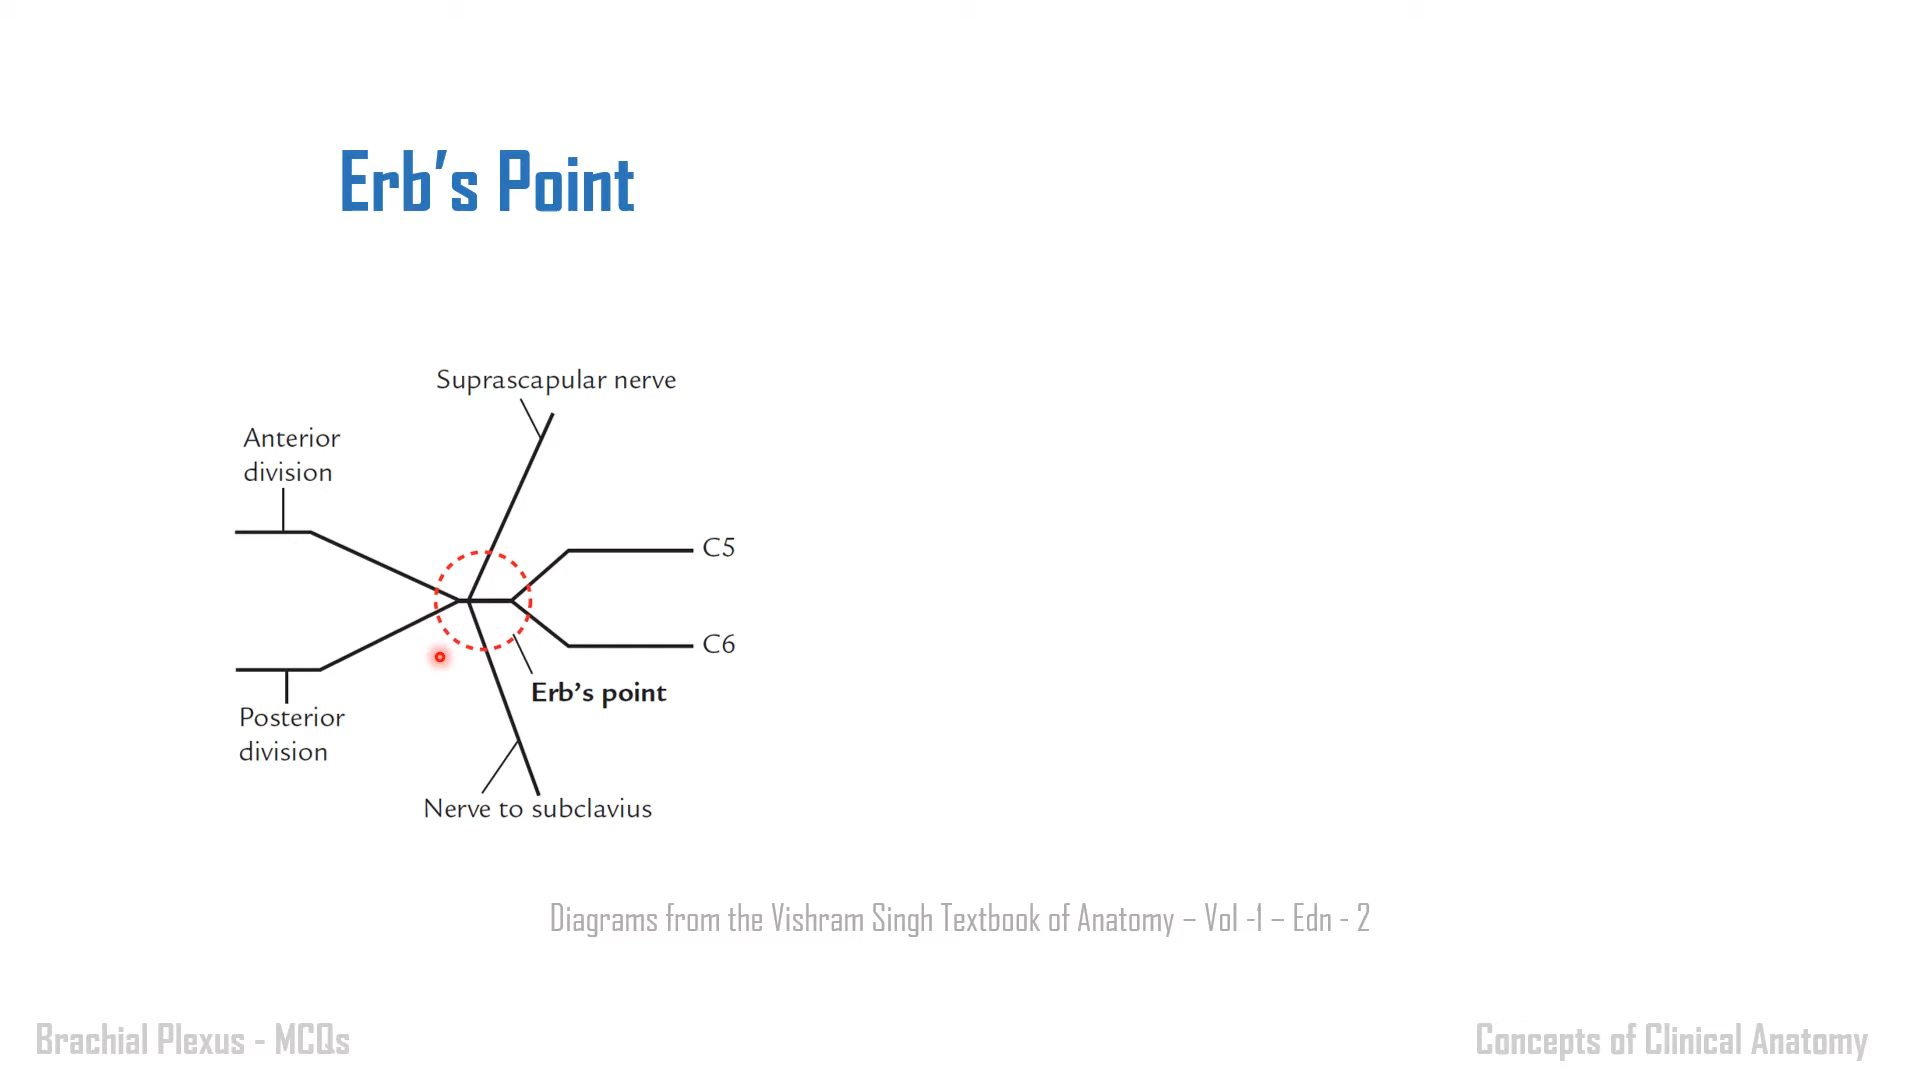 Erb's Point
Suprascapular nerve
Anterior
division
C5
C6
Erb's point
Posterior
division
Nerve to subclavius
Diagrams from the Vishram Singh Textbook of Anatomy – Vol -1 – Edn - 2
Brachial Plexus - MCQs
Concepts of Clinical Anatomy